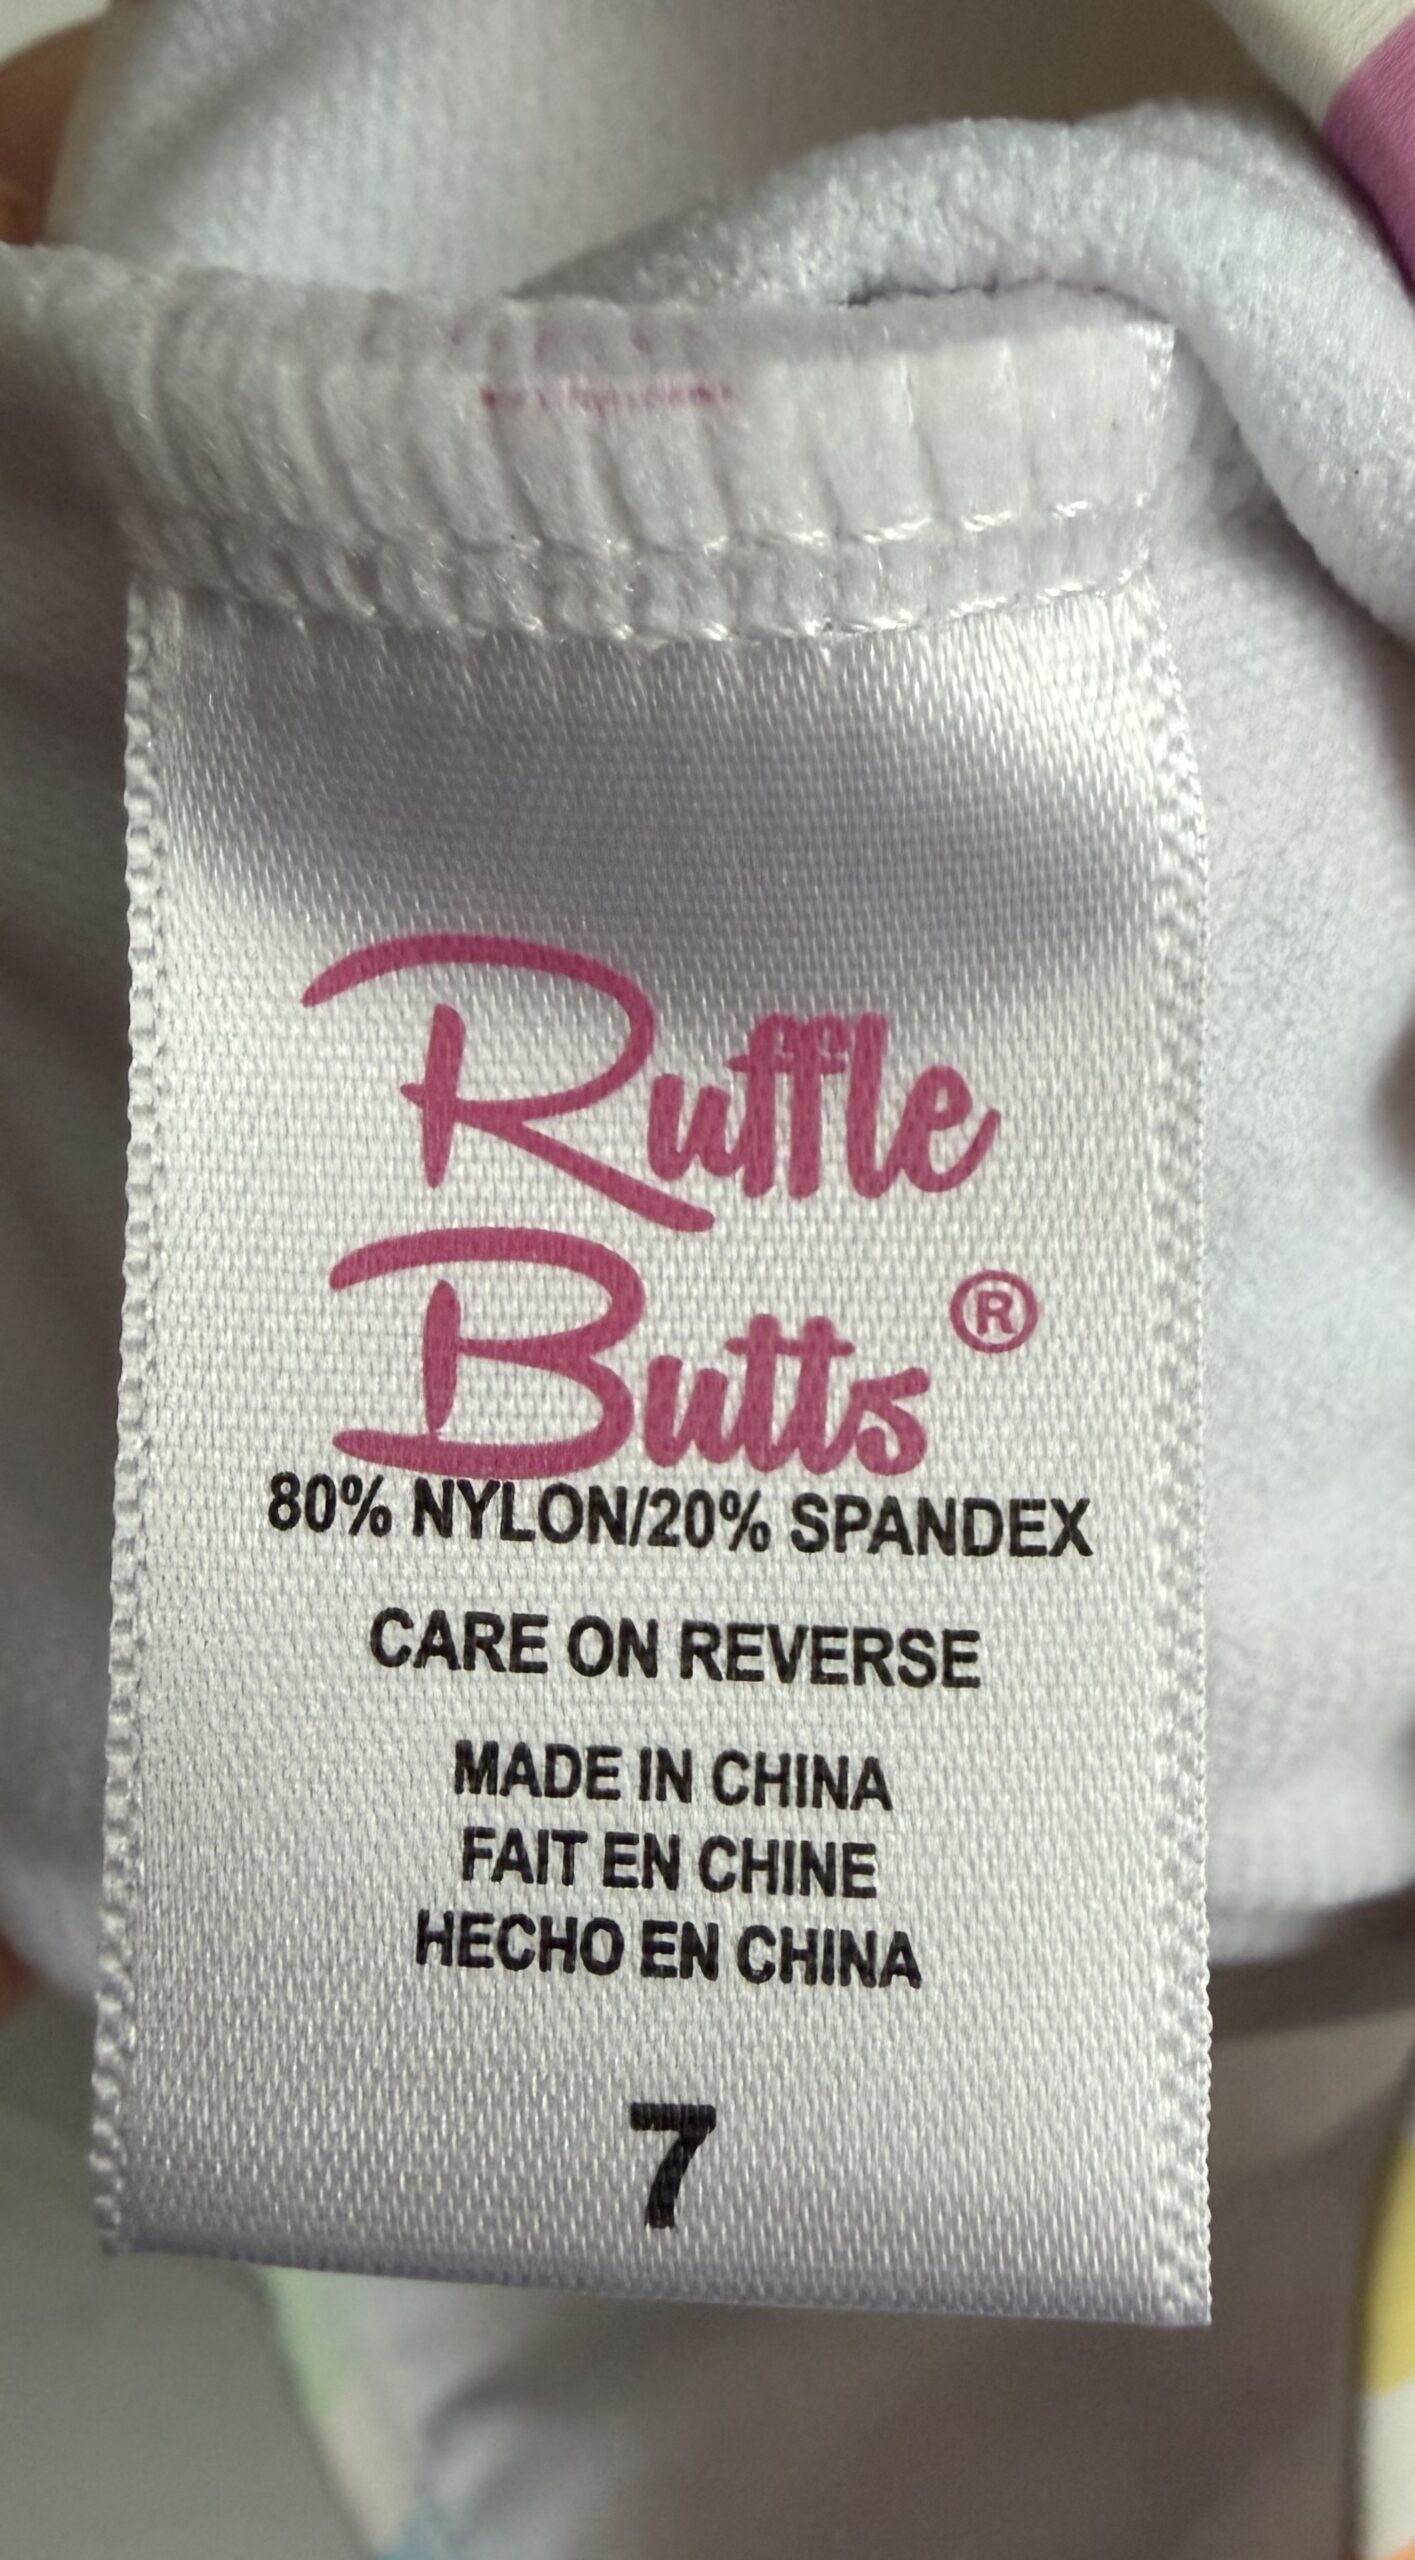 Ruffle
Butts®
80% NYLON/20% SPANDEX
CARE ON REVERSE
MADE IN CHINA
FAIT EN CHINE
HECHO EN CHINA
7